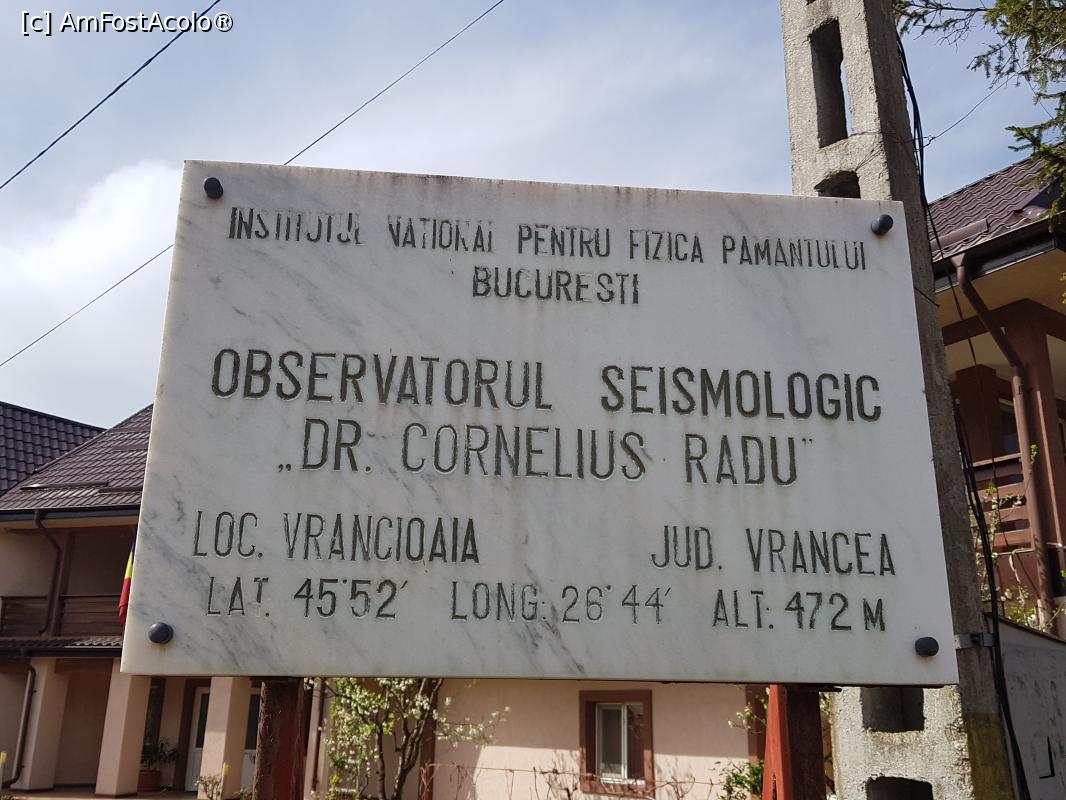 [c] AmFostAcolo®
INSTITUTUL NATIONAL PENTRU FIZICA PAMANTULUI
BUCURESTI
OBSERVATORUL SEISMOLOGIC
„DR. CORNELIUS RADU"
LOC. VRANCIOAIA JUD. VRANCEA
LAT. 45°52′ LONG: 26°44′ ALT: 472 M